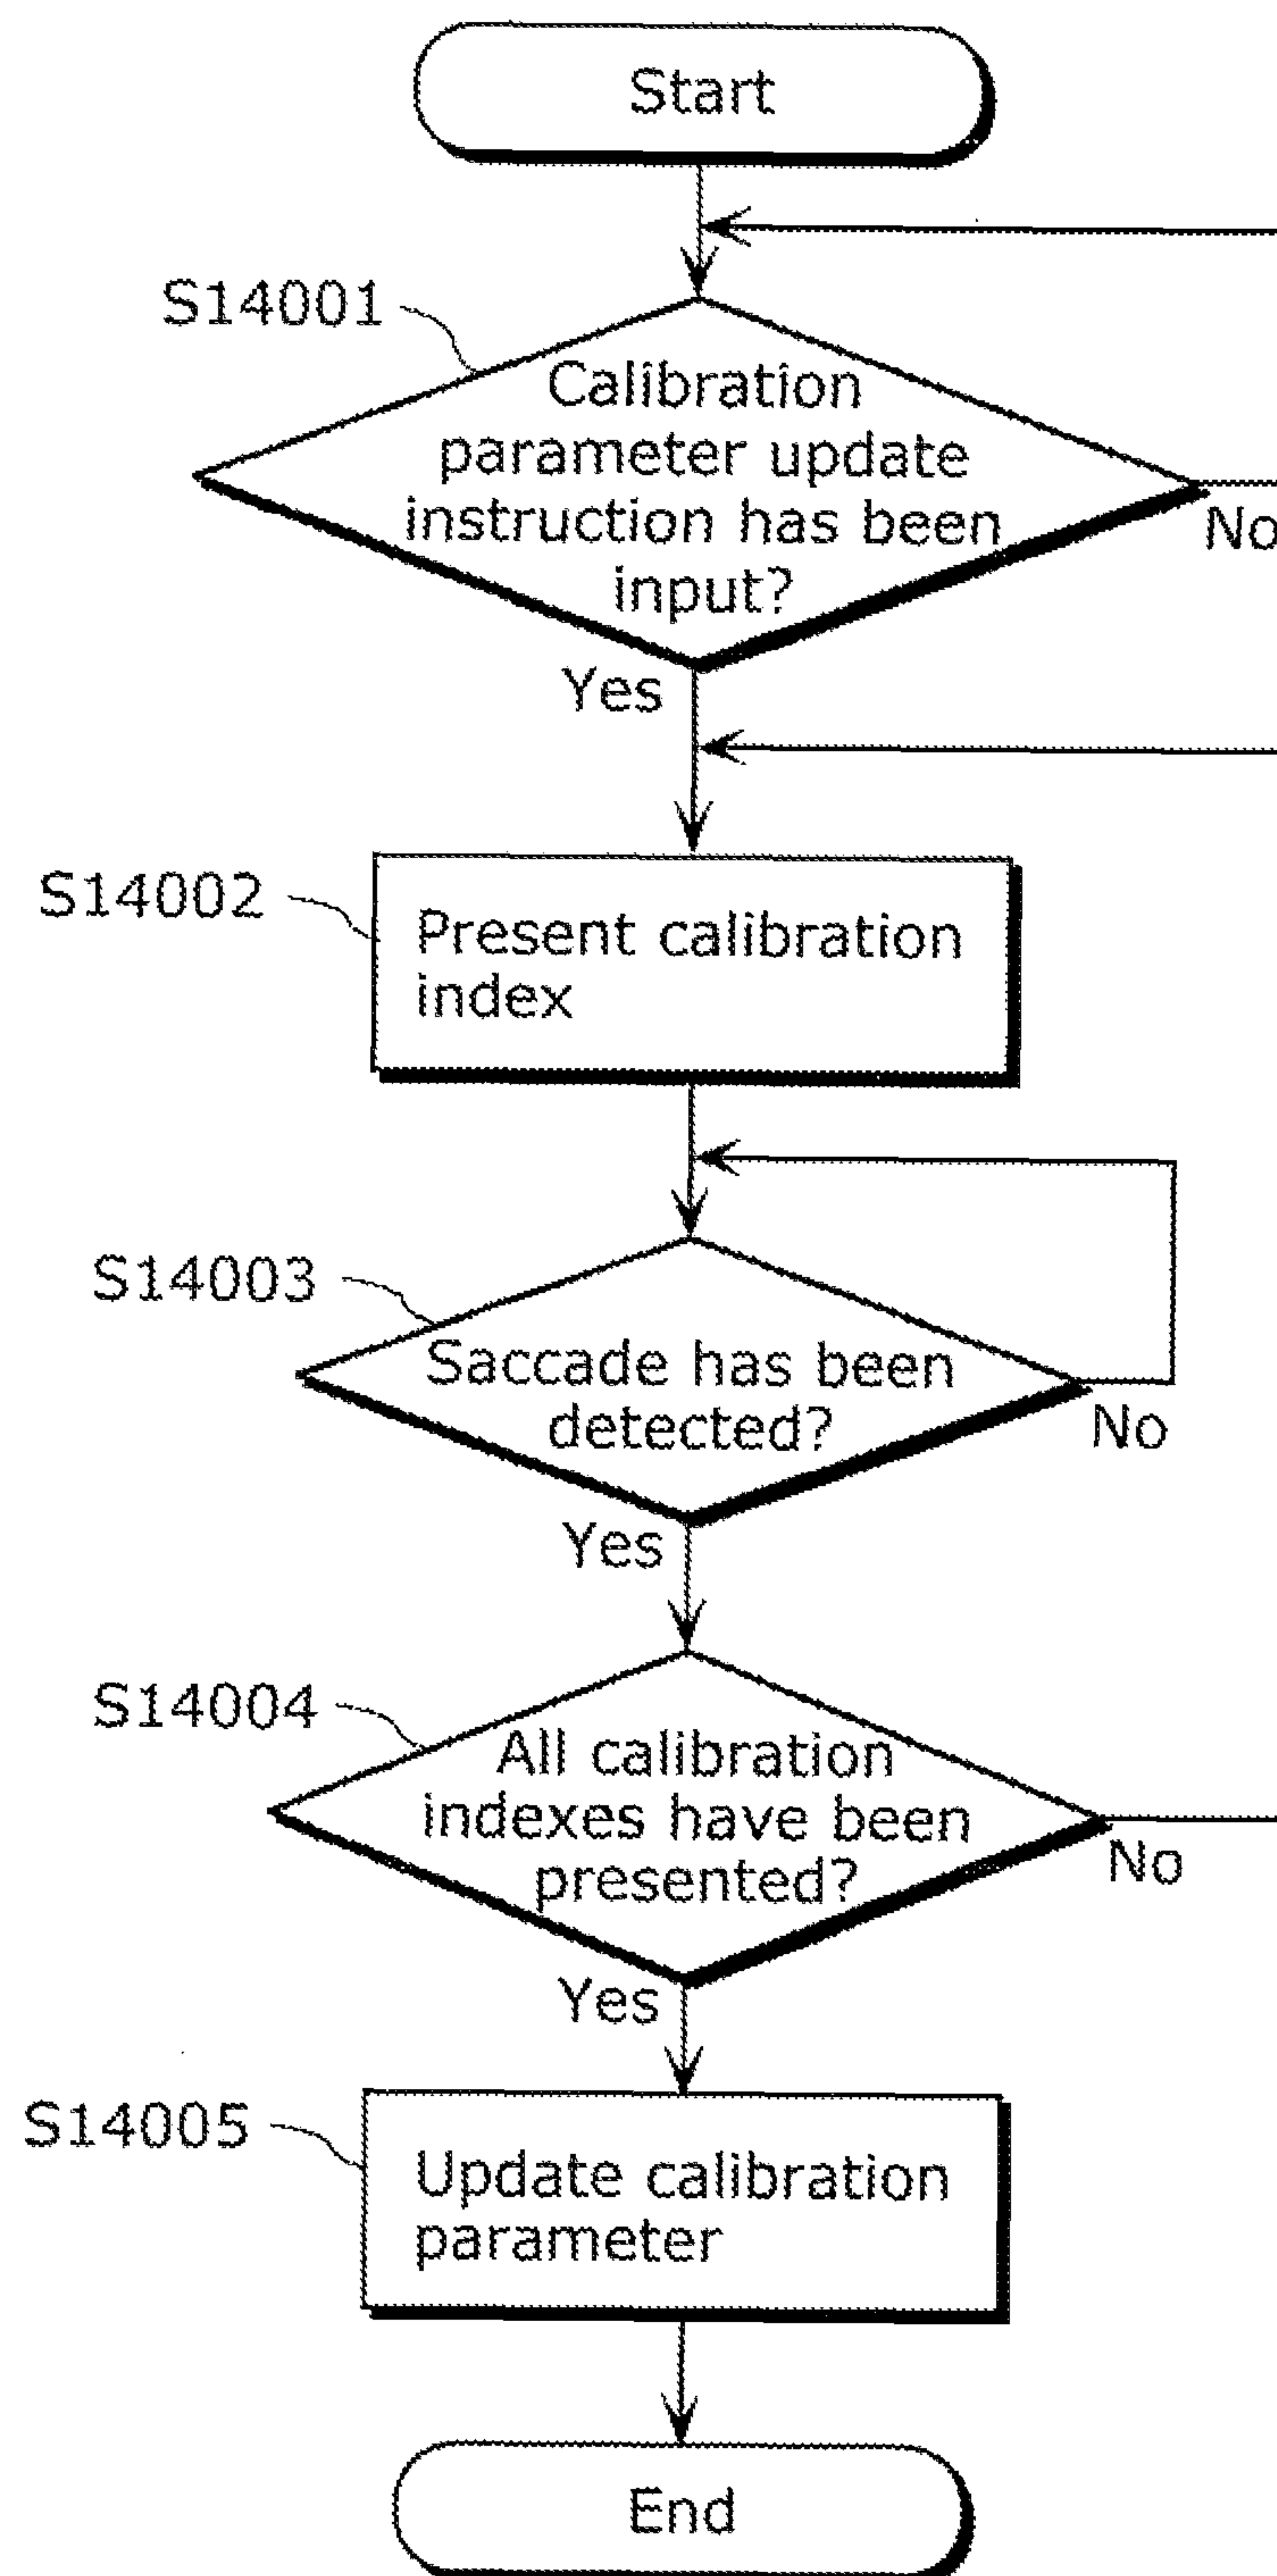 Start
S14001
Calibration
parameter update
instruction has been
input?
No
Yes
S14002
Present calibration
index
S14003
Saccade has been
detected?
No
Yes
S14004
All calibration
indexes have been
presented?
No
Yes
S14005
Update calibration
parameter
End